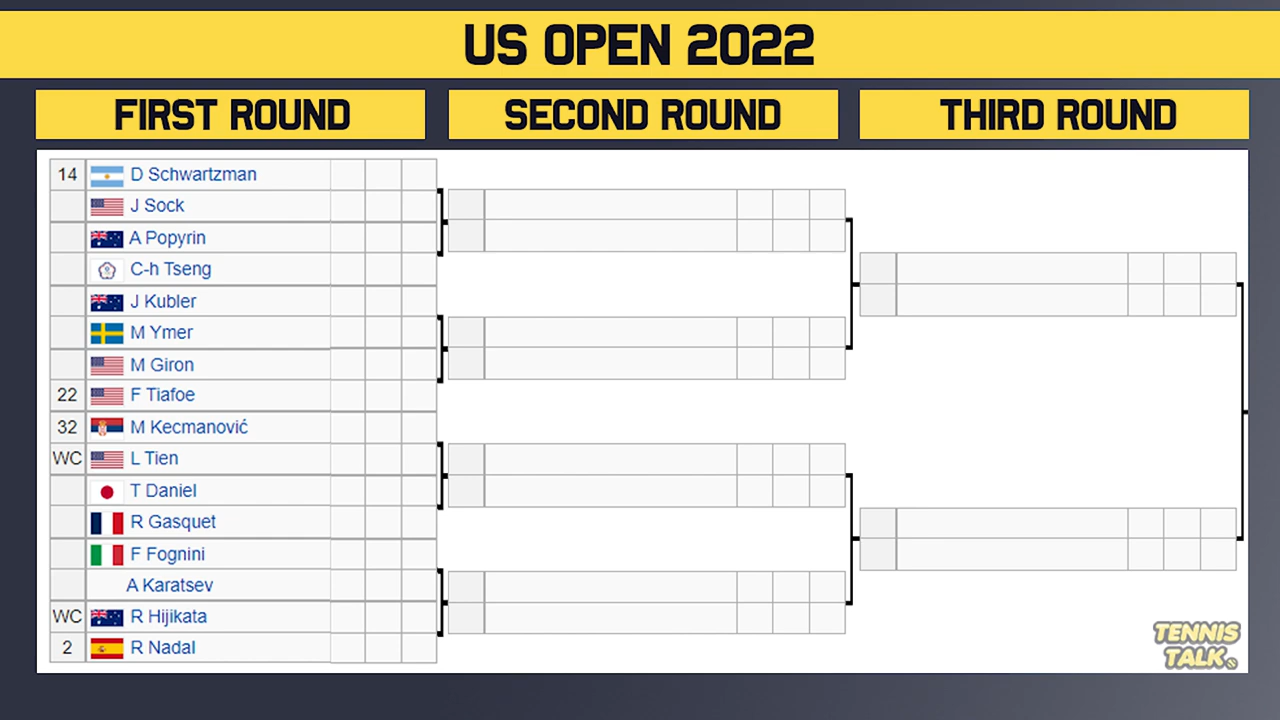 US OPEN 2022
FIRST ROUND
SECOND ROUND
THIRD ROUND
14 D Schwartzman
J Sock
A Popyrin
C-h Tseng
J Kubler
M Ymer
M Giron
22 F Tiafoe
32 M Kecmanović
WC L Tien
T Daniel
R Gasquet
F Fognini
A Karatsev
WC R Hijikata
2 R Nadal
TENNIS
TALK